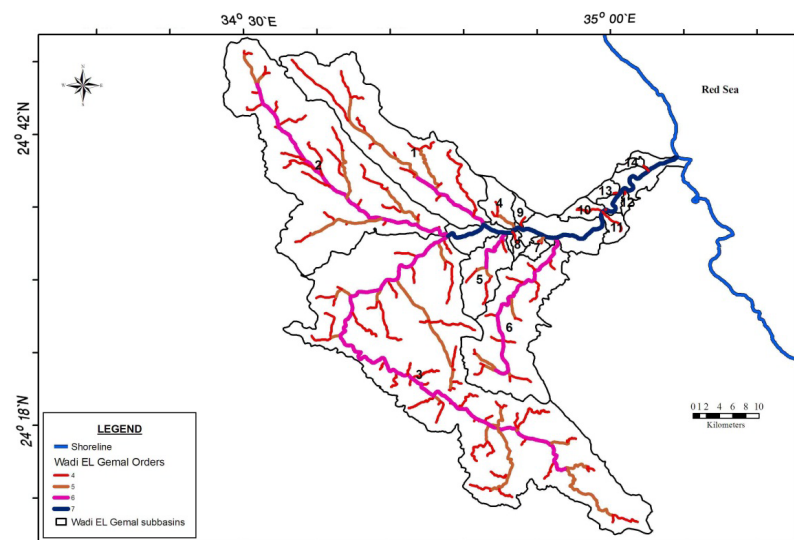 34° 30'E
35° 00'E
Red Sea
24° 42'N
1
2
14
13
12
4
9
10
11
8
7
5
6
3
24° 18'N
0 1 2 4 6 8 10
Kilometers
LEGEND
Shoreline
Wadi EL Gemal Orders
4
5
6
7
Wadi EL Gemal subbasins